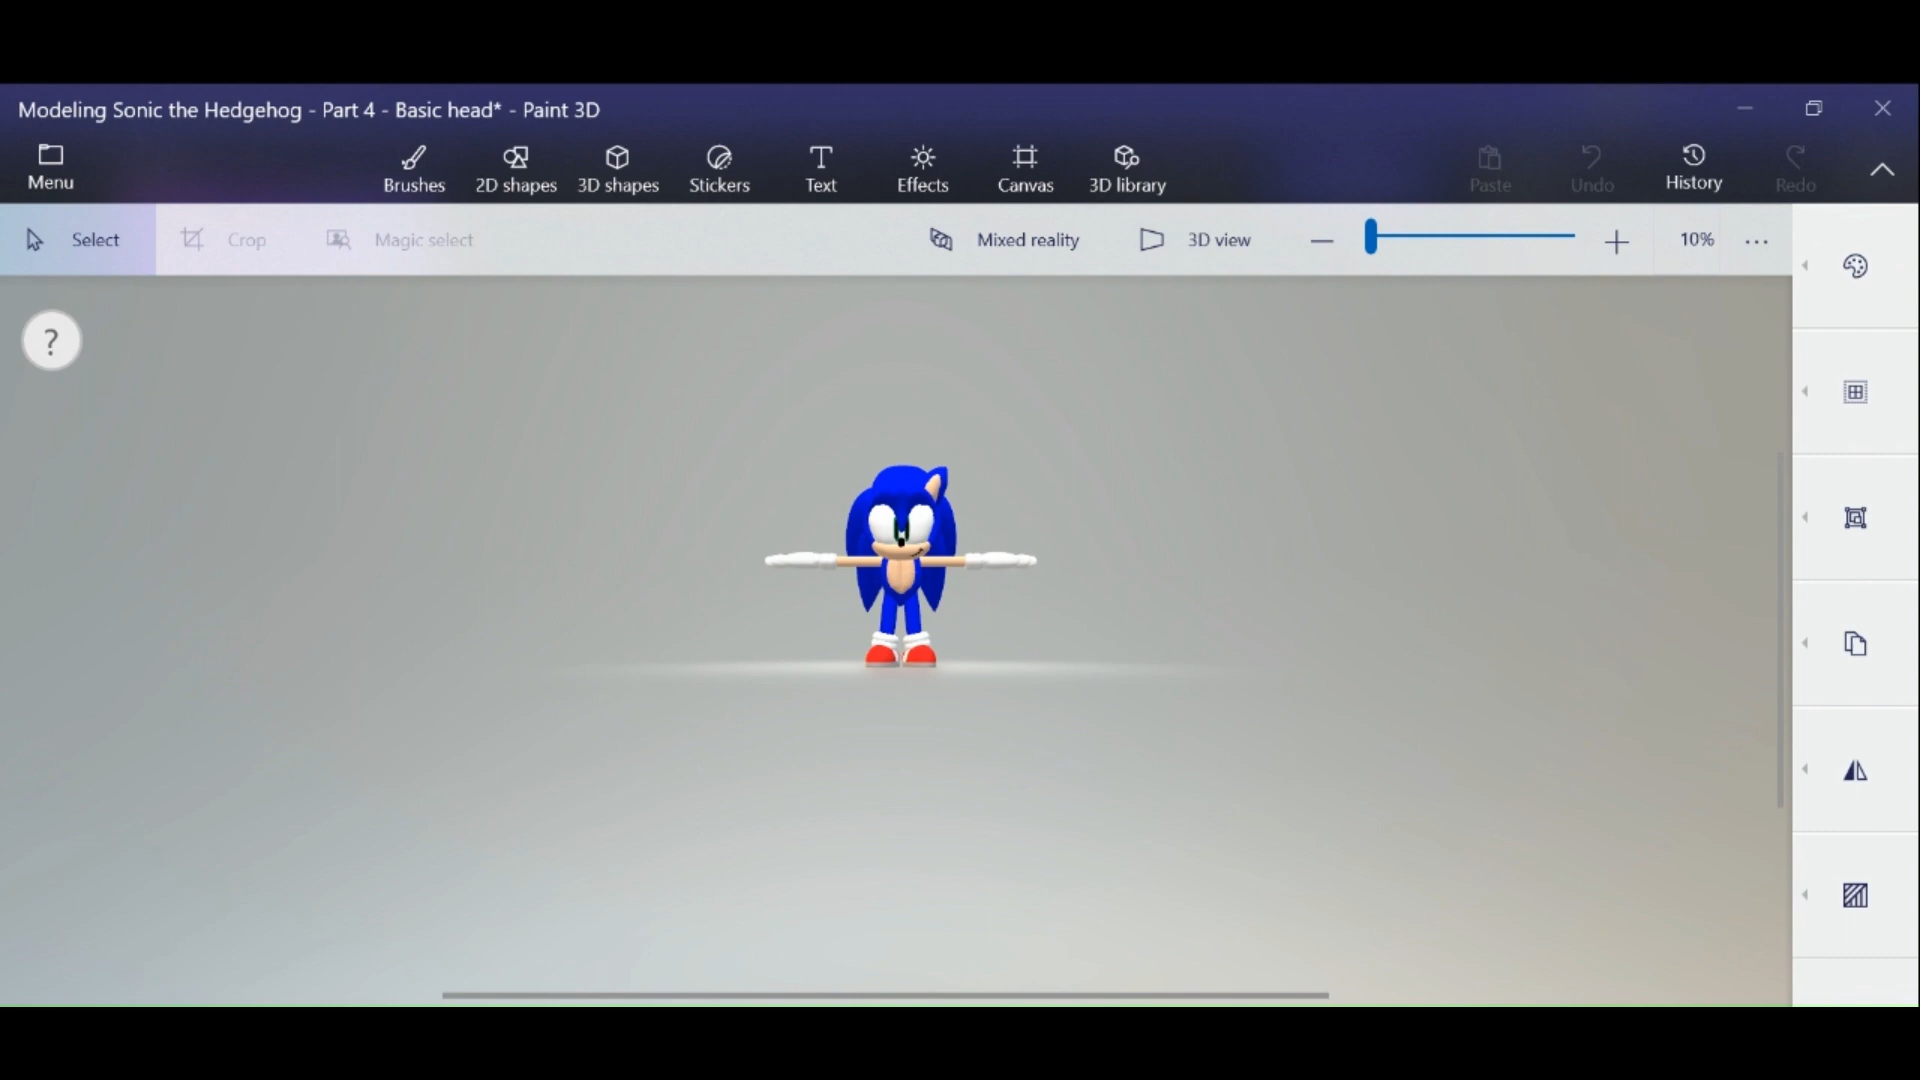 Modeling Sonic the Hedgehog - Part 4 - Basic head* - Paint 3D
Menu
Brushes
2D shapes
3D shapes
Stickers
Text
Effects
Canvas
3D library
Paste
Undo
History
Redo
Select
Crop
Magic select
Mixed reality
3D view
10%
?